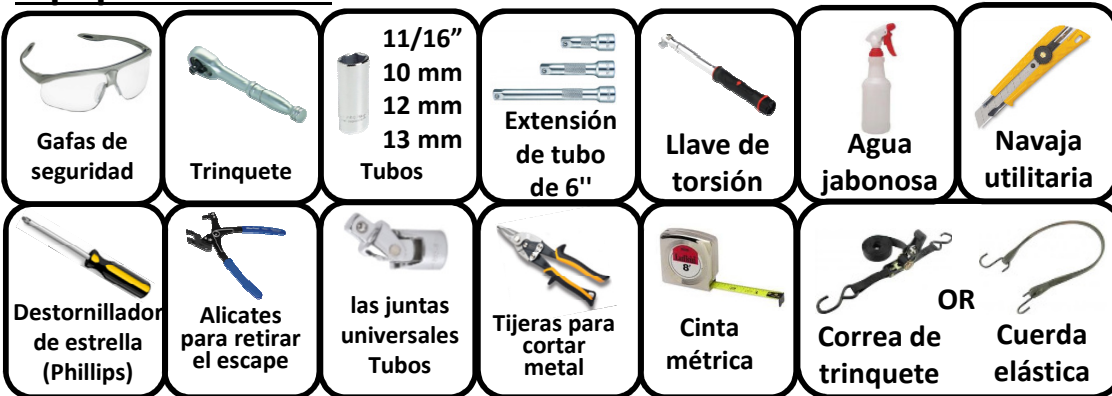 11/16”
10 mm
12 mm
13 mm
Gafas de
seguridad
Trinquete
Tubos
Extensión
de tubo
de 6''
Llave de
torsión
Agua
jabonosa
Navaja
utilitaria
Destornillador
de estrella
(Phillips)
Alicates
para retirar
el escape
las juntas
universales
Tubos
Tijeras para
cortar
metal
8'
Cinta
métrica
Correa de
trinquete
OR
Cuerda
elástica